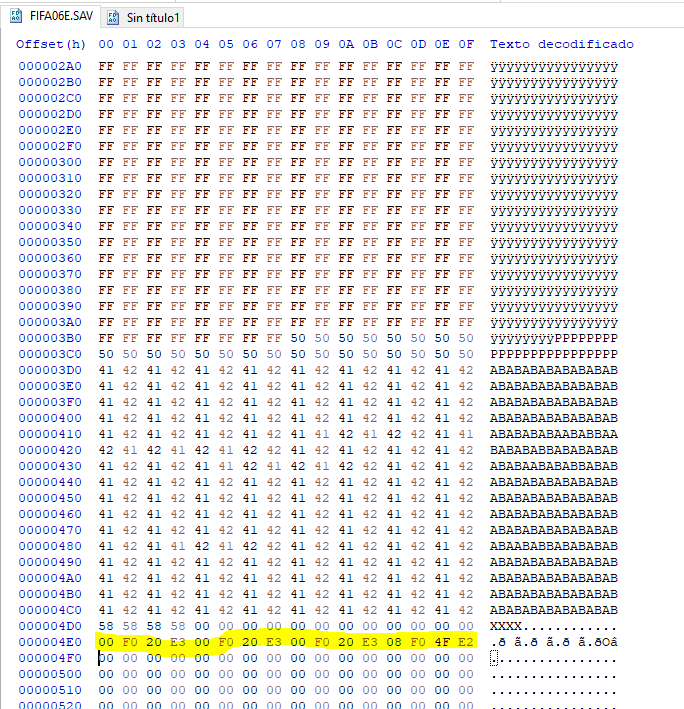 FIFA06E.SAV Sin título1
Offset(h) 00 01 02 03 04 05 06 07 08 09 0A 0B 0C 0D 0E 0F Texto decodificado
000002A0 FF FF FF FF FF FF FF FF FF FF FF FF FF FF FF FF ÿÿÿÿÿÿÿÿÿÿÿÿÿÿÿÿ
000002B0 FF FF FF FF FF FF FF FF FF FF FF FF FF FF FF FF ÿÿÿÿÿÿÿÿÿÿÿÿÿÿÿÿ
000002C0 FF FF FF FF FF FF FF FF FF FF FF FF FF FF FF FF ÿÿÿÿÿÿÿÿÿÿÿÿÿÿÿÿ
000002D0 FF FF FF FF FF FF FF FF FF FF FF FF FF FF FF FF ÿÿÿÿÿÿÿÿÿÿÿÿÿÿÿÿ
000002E0 FF FF FF FF FF FF FF FF FF FF FF FF FF FF FF FF ÿÿÿÿÿÿÿÿÿÿÿÿÿÿÿÿ
000002F0 FF FF FF FF FF FF FF FF FF FF FF FF FF FF FF FF ÿÿÿÿÿÿÿÿÿÿÿÿÿÿÿÿ
00000300 FF FF FF FF FF FF FF FF FF FF FF FF FF FF FF FF ÿÿÿÿÿÿÿÿÿÿÿÿÿÿÿÿ
00000310 FF FF FF FF FF FF FF FF FF FF FF FF FF FF FF FF ÿÿÿÿÿÿÿÿÿÿÿÿÿÿÿÿ
00000320 FF FF FF FF FF FF FF FF FF FF FF FF FF FF FF FF ÿÿÿÿÿÿÿÿÿÿÿÿÿÿÿÿ
00000330 FF FF FF FF FF FF FF FF FF FF FF FF FF FF FF FF ÿÿÿÿÿÿÿÿÿÿÿÿÿÿÿÿ
00000340 FF FF FF FF FF FF FF FF FF FF FF FF FF FF FF FF ÿÿÿÿÿÿÿÿÿÿÿÿÿÿÿÿ
00000350 FF FF FF FF FF FF FF FF FF FF FF FF FF FF FF FF ÿÿÿÿÿÿÿÿÿÿÿÿÿÿÿÿ
00000360 FF FF FF FF FF FF FF FF FF FF FF FF FF FF FF FF ÿÿÿÿÿÿÿÿÿÿÿÿÿÿÿÿ
00000370 FF FF FF FF FF FF FF FF FF FF FF FF FF FF FF FF ÿÿÿÿÿÿÿÿÿÿÿÿÿÿÿÿ
00000380 FF FF FF FF FF FF FF FF FF FF FF FF FF FF FF FF ÿÿÿÿÿÿÿÿÿÿÿÿÿÿÿÿ
00000390 FF FF FF FF FF FF FF FF FF FF FF FF FF FF FF FF ÿÿÿÿÿÿÿÿÿÿÿÿÿÿÿÿ
000003A0 FF FF FF FF FF FF FF FF FF FF FF FF FF FF FF FF ÿÿÿÿÿÿÿÿÿÿÿÿÿÿÿÿ
000003B0 FF FF FF FF FF FF FF FF 50 50 50 50 50 50 50 50 ÿÿÿÿÿÿÿÿPPPPPPPP
000003C0 50 50 50 50 50 50 50 50 50 50 50 50 50 50 50 50 PPPPPPPPPPPPPPPP
000003D0 41 42 41 42 41 42 41 42 41 42 41 42 41 42 41 42 ABABABABABABABAB
000003E0 41 42 41 42 41 42 41 42 41 42 41 42 41 42 41 42 ABABABABABABABAB
000003F0 41 42 41 42 41 42 41 42 41 42 41 42 41 42 41 42 ABABABABABABABAB
00000400 41 42 41 42 41 42 41 42 41 42 41 42 41 42 41 42 ABABABABABABABAB
00000410 41 42 41 42 41 42 41 42 41 41 42 41 42 42 41 41 ABABABABAABABBAA
00000420 42 41 42 41 42 41 42 42 41 42 41 42 41 42 41 42 BABABABBABABABAB
00000430 41 42 41 42 41 41 42 41 42 41 42 42 41 42 41 42 ABABAABABABBABAB
00000440 41 42 41 42 41 42 41 42 41 42 41 42 41 42 41 42 ABABABABABABABAB
00000450 41 42 41 42 41 42 41 42 41 42 41 42 41 42 41 42 ABABABABABABABAB
00000460 41 42 41 42 41 42 41 42 41 42 41 42 41 42 41 42 ABABABABABABABAB
00000470 41 42 41 42 41 42 41 42 41 42 41 42 41 42 41 42 ABABABABABABABAB
00000480 41 42 41 41 42 41 42 42 41 42 41 42 41 42 41 42 ABAABABBABABABAB
00000490 41 42 41 42 41 42 41 42 41 42 41 42 41 42 41 42 ABABABABABABABAB
000004A0 41 42 41 42 41 42 41 42 41 42 41 42 41 42 41 42 ABABABABABABABAB
000004B0 41 42 41 42 41 42 41 42 41 42 41 42 41 42 41 42 ABABABABABABABAB
000004C0 41 42 41 42 41 42 41 42 41 42 41 42 41 42 41 42 ABABABABABABABAB
000004D0 58 58 58 58 00 00 00 00 00 00 00 00 00 00 00 00 XXXX............
000004E0 00 F0 20 E3 00 F0 20 E3 00 F0 20 E3 08 F0 4F E2 .ð ã.ð ã.ð ã.ðOâ
000004F0 00 00 00 00 00 00 00 00 00 00 00 00 00 00 00 00 ................
00000500 00 00 00 00 00 00 00 00 00 00 00 00 00 00 00 00 ................
00000510 00 00 00 00 00 00 00 00 00 00 00 00 00 00 00 00 ................
00000520 00 00 00 00 00 00 00 00 00 00 00 00 00 00 00 00 ................